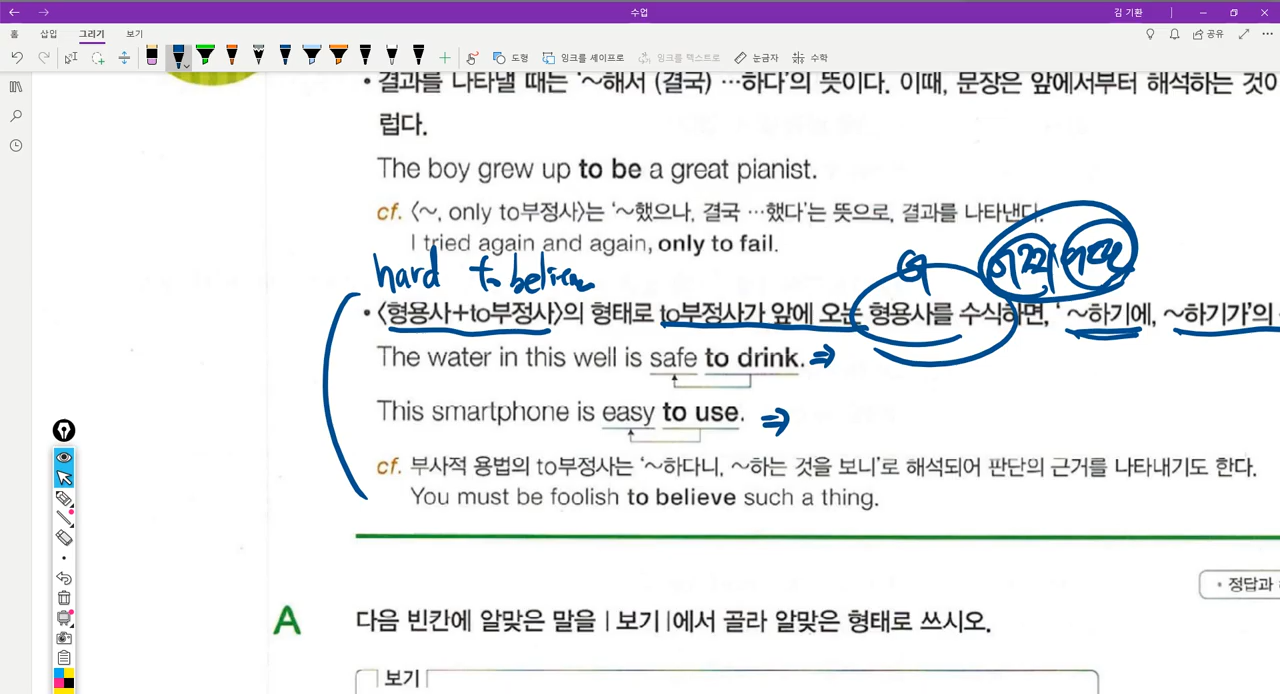 수업
김 기환
홈 삽입 그리기 보기
도형 잉크를 셰이프로 잉크를 텍스트로 눈금자 수학 공유
• 결과를 나타낼 때는 '~해서 (결국) …하다'의 뜻이다. 이때, 문장은 앞에서부터 해석하는 것이
럽다.
The boy grew up to be a great pianist.
cf. 〈~, only to부정사〉는 '~했으나, 결국 …했다'는 뜻으로, 결과를 나타낸다.
I tried again and again, only to fail.
hard to believe
• 〈형용사+to부정사〉의 형태로 to부정사가 앞에 오는 형용사를 수식하면, '~하기에, ~하기가'의
The water in this well is safe to drink. ⇒
This smartphone is easy to use. ⇒
cf. 부사적 용법의 to부정사는 '~하다니, ~하는 것을 보니'로 해석되어 판단의 근거를 나타내기도 한다.
You must be foolish to believe such a thing.
• 정답과
A 다음 빈칸에 알맞은 말을 | 보기 |에서 골라 알맞은 형태로 쓰시오.
보기